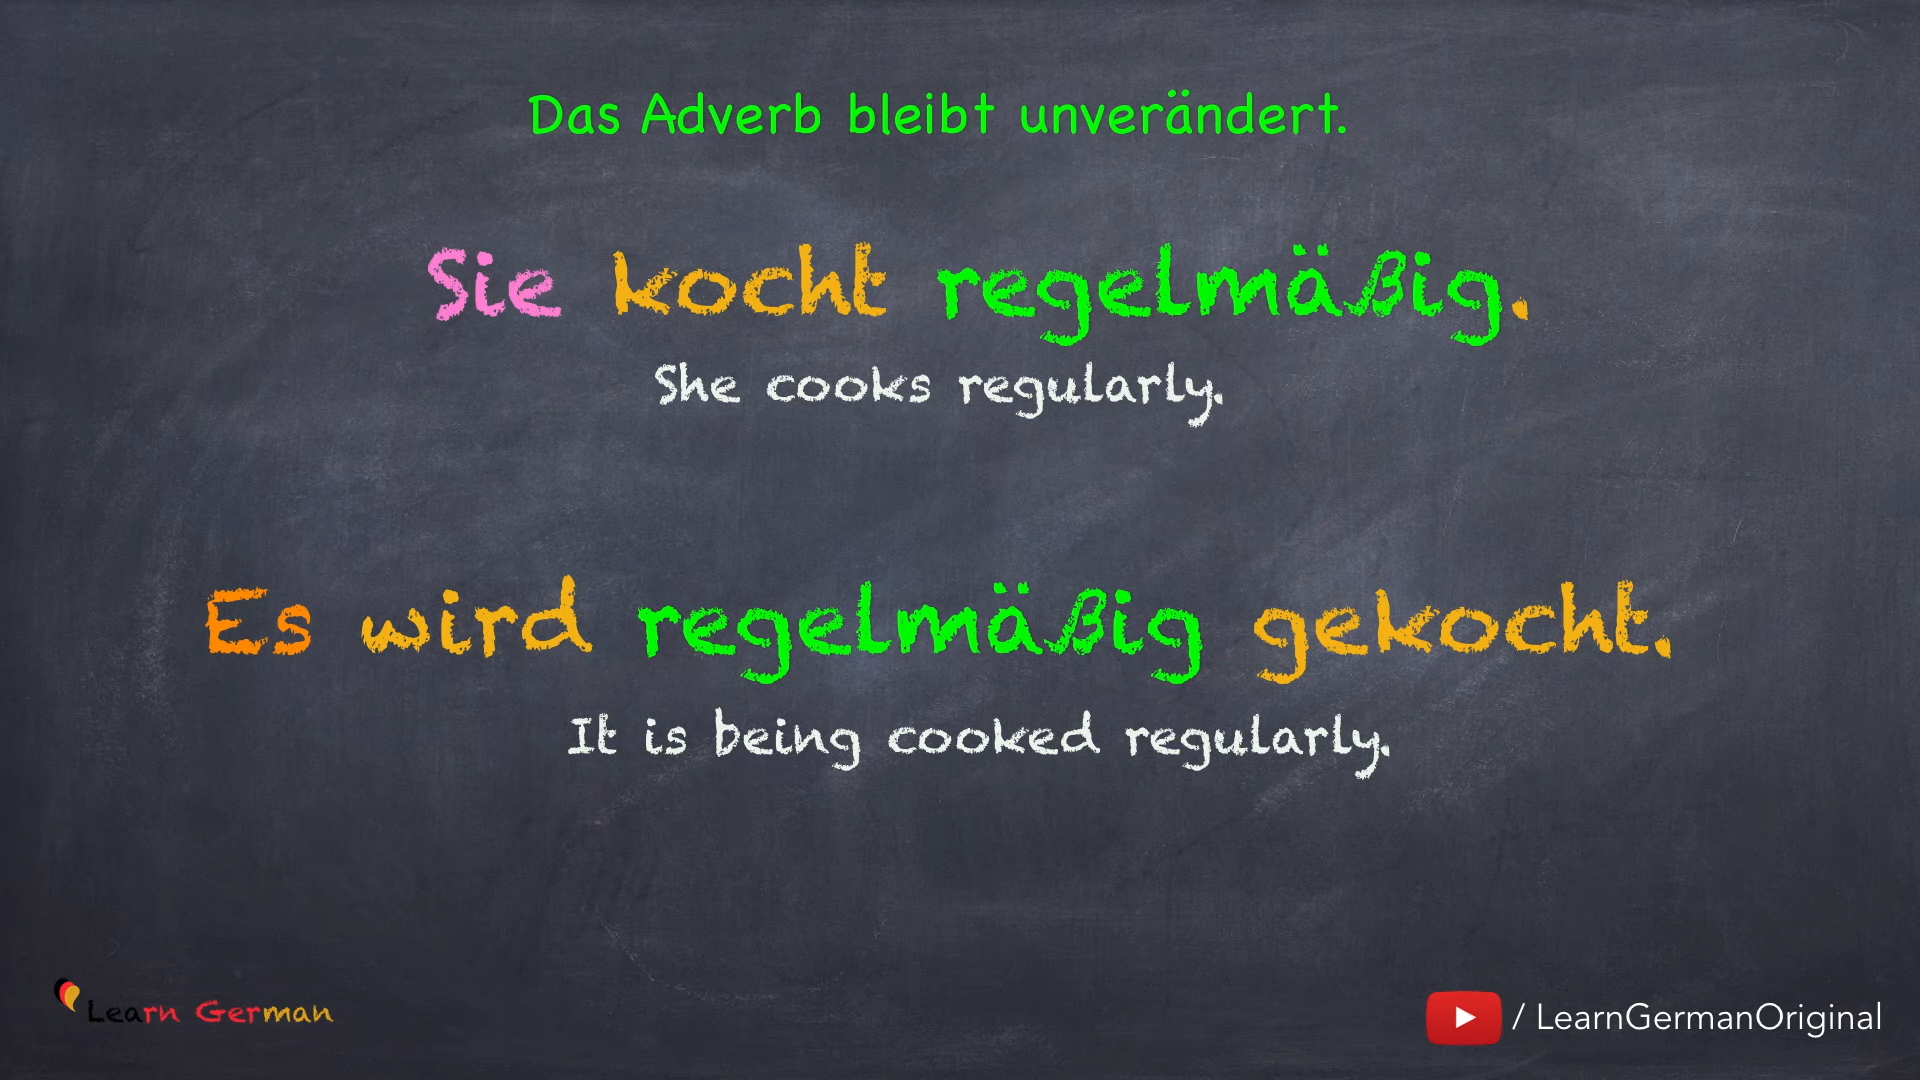 Das Adverb bleibt unverändert.
Sie kocht regelmäßig.
She cooks regularly.
Es wird regelmäßig gekocht.
It is being cooked regularly.
Learn German
/ LearnGermanOriginal